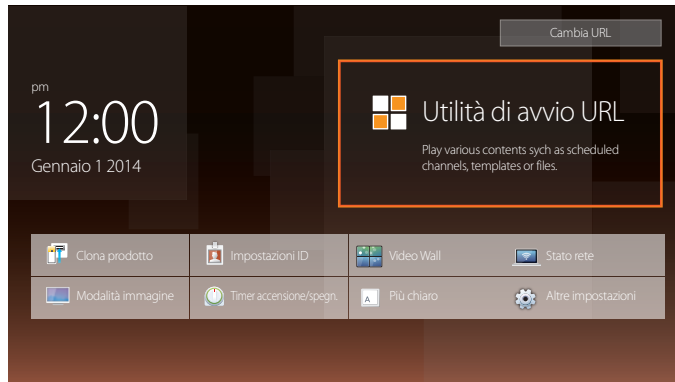 Cambia URL
pm
12:00
Gennaio 1 2014
Utilità di avvio URL
Play various contents sych as scheduled
channels, templates or files.
Clona prodotto
Impostazioni ID
Video Wall
Stato rete
Modalità immagine
Timer accensione/spegn.
A
Più chiaro
Altre impostazioni